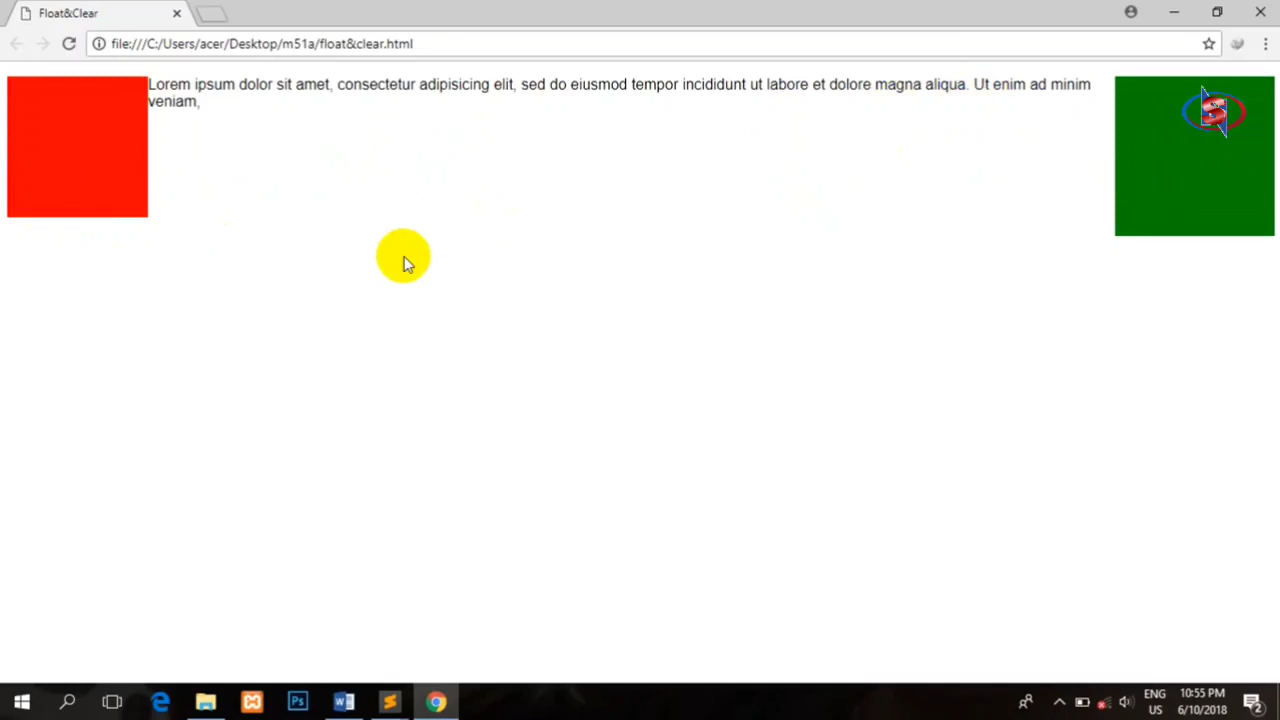 Float&Clear
file:///C:/Users/acer/Desktop/m51a/float&clear.html
Lorem ipsum dolor sit amet, consectetur adipisicing elit, sed do eiusmod tempor incididunt ut labore et dolore magna aliqua. Ut enim ad minim
veniam,
S
Ps
ENG
US
10:55 PM
6/10/2018
2